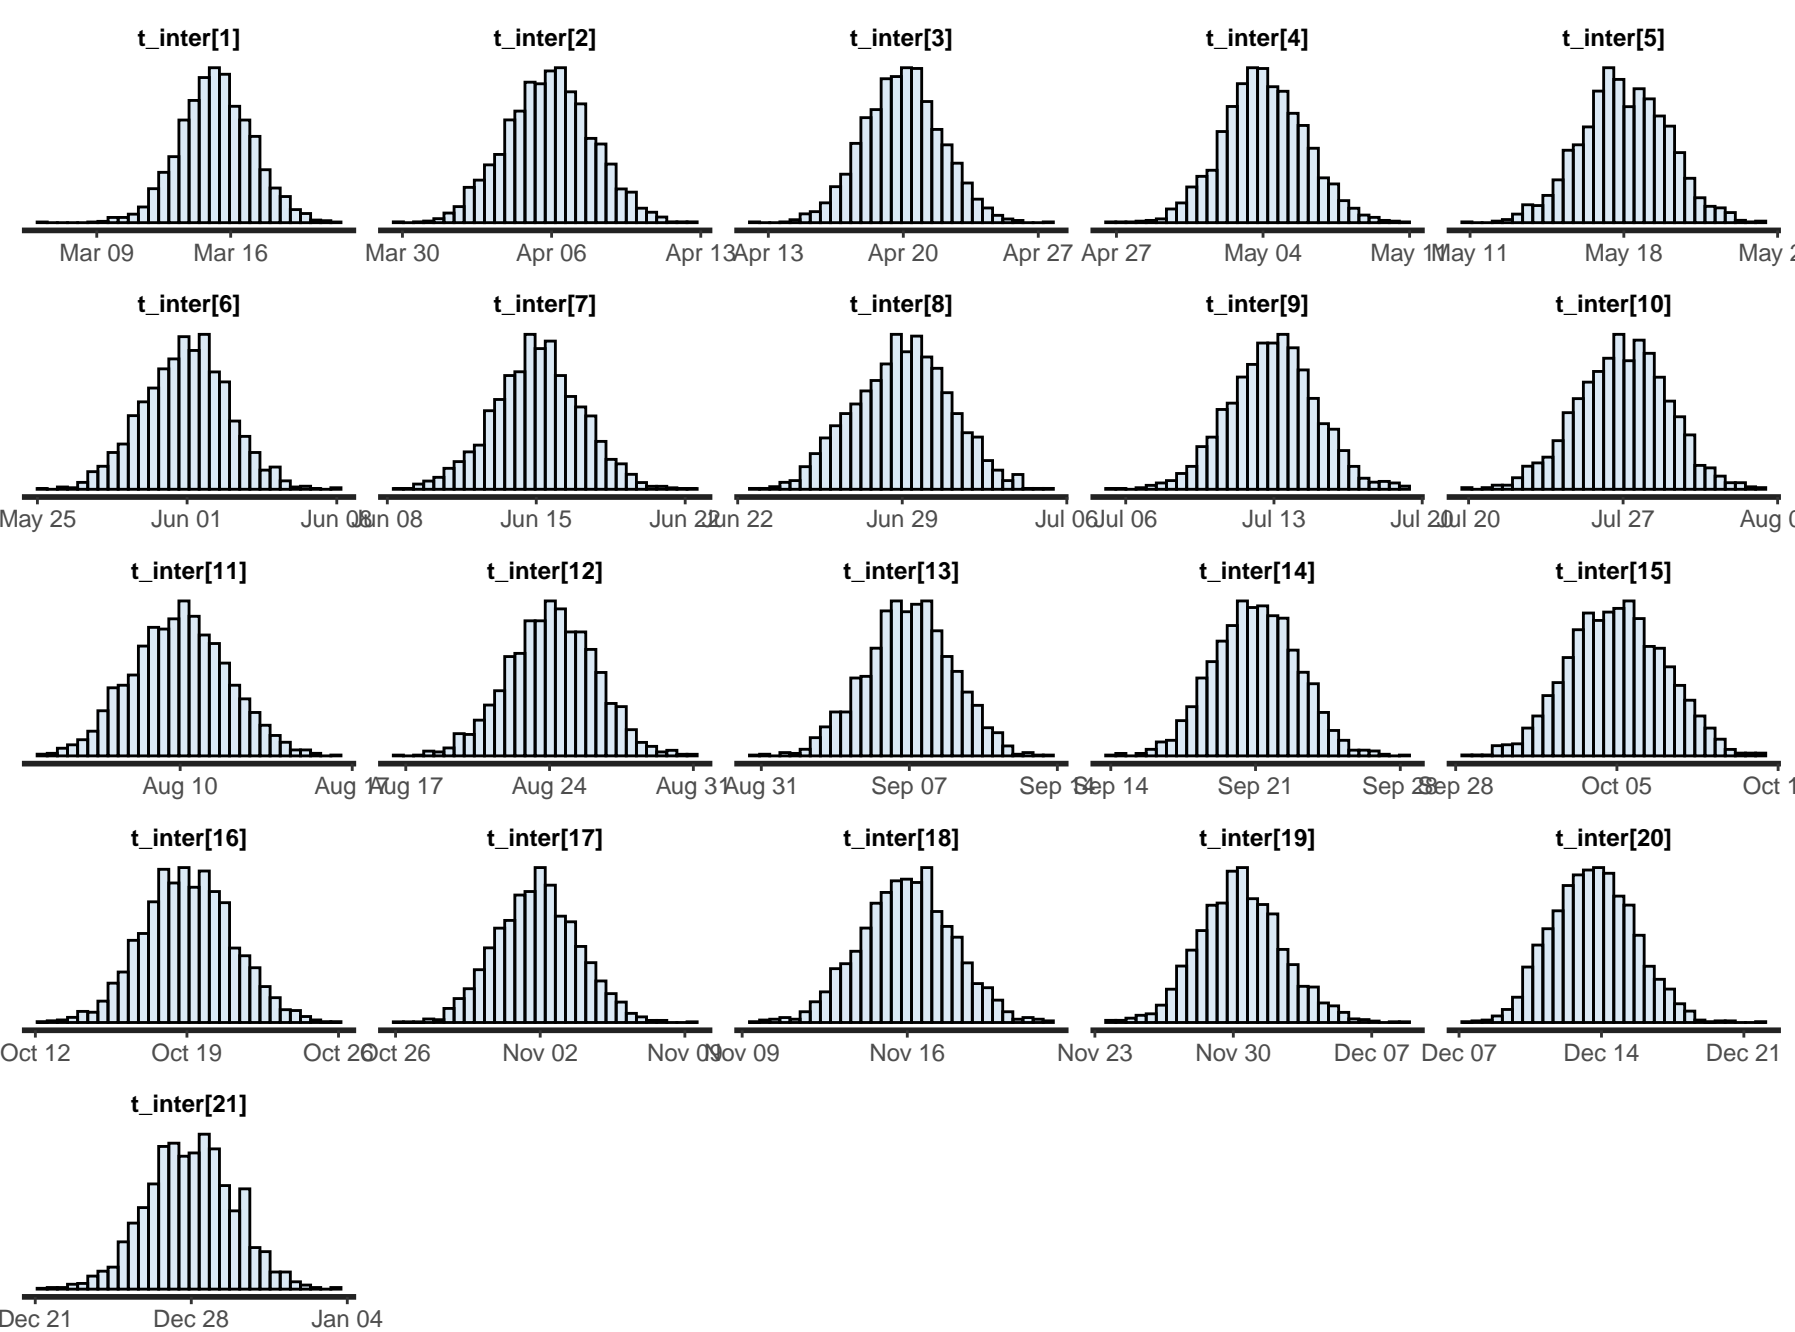 t_inter[1] t_inter[2] t_inter[3] t_inter[4] t_inter[5]
Mar 09 Mar 16 Mar 30 Apr 06 Apr 13 Apr 13 Apr 20 Apr 27 Apr 27 May 04 May 11 May 11 May 18 May 2
t_inter[6] t_inter[7] t_inter[8] t_inter[9] t_inter[10]
May 25 Jun 01 Jun 08 Jun 08 Jun 15 Jun 22 Jun 22 Jun 29 Jul 06 Jul 06 Jul 13 Jul 20 Jul 20 Jul 27 Aug 0
t_inter[11] t_inter[12] t_inter[13] t_inter[14] t_inter[15]
Aug 10 Aug 17 Aug 17 Aug 24 Aug 31 Aug 31 Sep 07 Sep 14 Sep 14 Sep 21 Sep 28 Sep 28 Oct 05 Oct 1
t_inter[16] t_inter[17] t_inter[18] t_inter[19] t_inter[20]
Oct 12 Oct 19 Oct 26 Oct 26 Nov 02 Nov 09 Nov 09 Nov 16 Nov 23 Nov 30 Dec 07 Dec 07 Dec 14 Dec 21
t_inter[21]
Dec 21 Dec 28 Jan 04